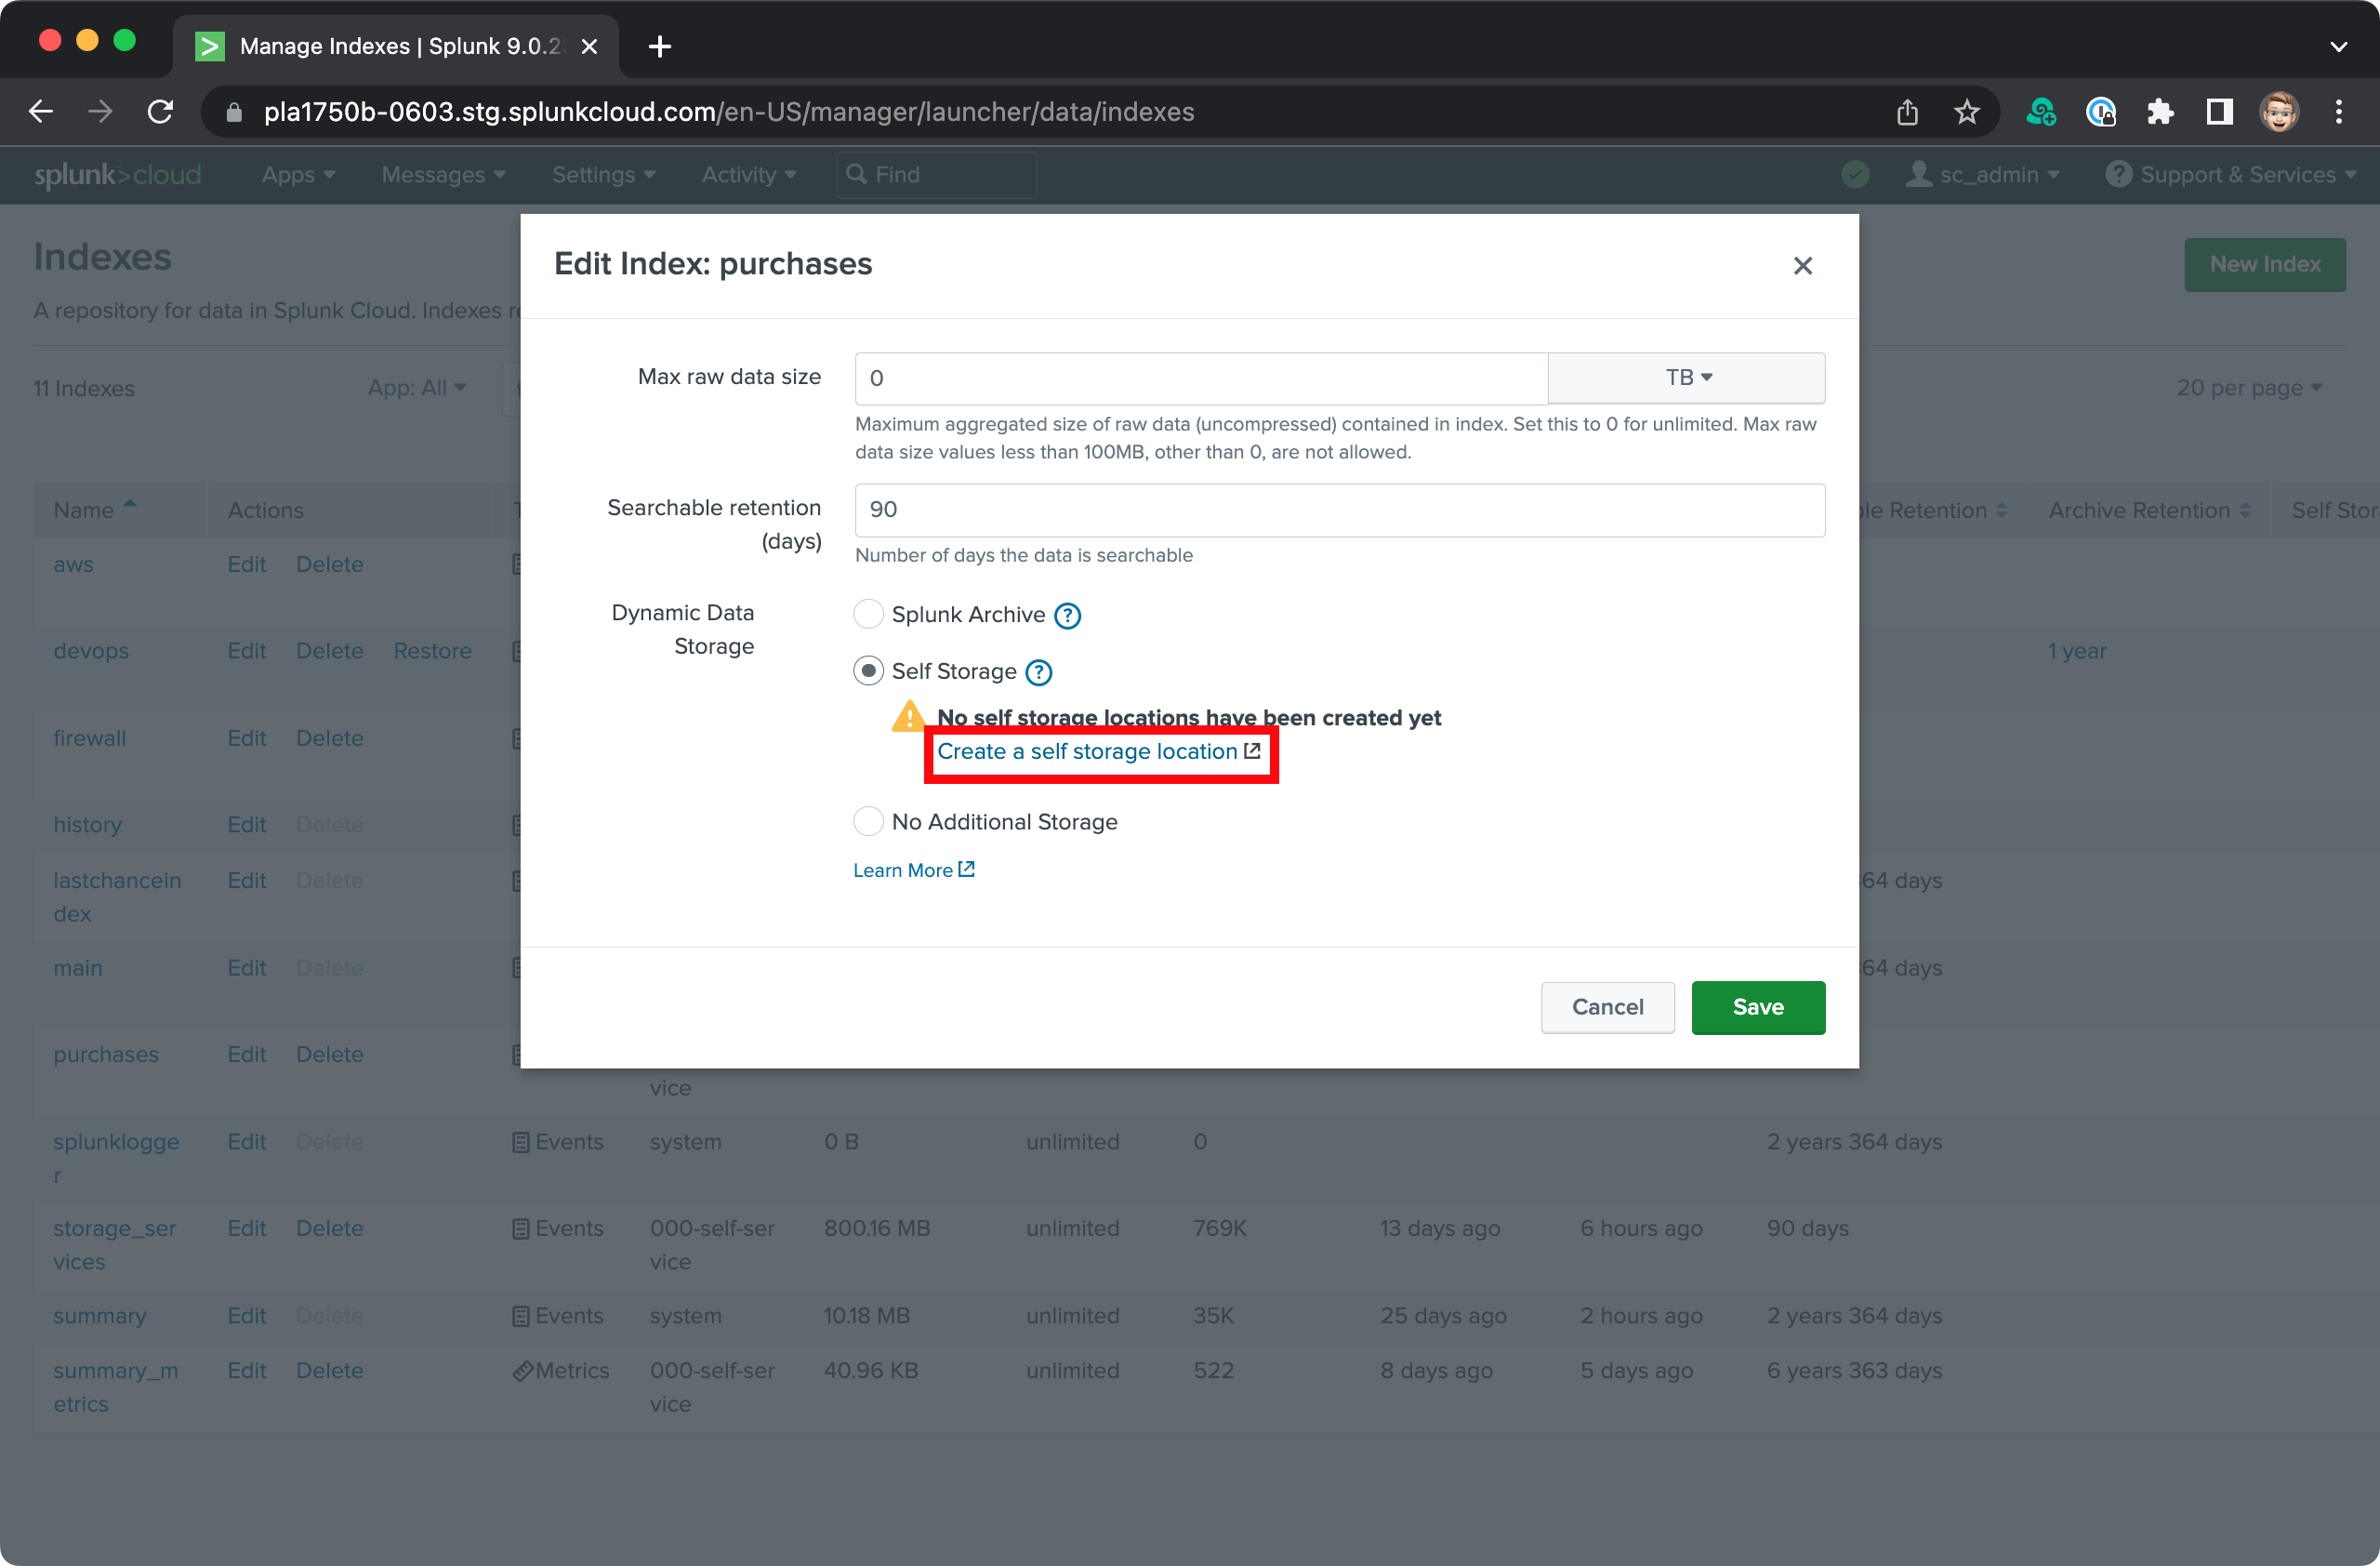 Manage Indexes | Splunk 9.0.2
pla1750b-0603.stg.splunkcloud.com/en-US/manager/launcher/data/indexes
splunk>cloud Apps Messages Settings Activity Find sc_admin Support & Services
Indexes
New Index
A repository for data in Splunk Cloud. Indexes
11 Indexes App: All 20 per page
Name Actions Retention Archive Retention Self
aws Edit Delete
devops Edit Delete Restore 1 year
firewall Edit Delete
history Edit Delete
lastchancein Edit Delete 64 days
dex
main Edit Delete 64 days
purchases Edit Delete
vice
splunklogge Edit Delete Events system 0 B unlimited 0 2 years 364 days
r
storage_ser Edit Delete Events 000-self-ser 800.16 MB unlimited 769K 13 days ago 6 hours ago 90 days
vices vice
summary Edit Delete Events system 10.18 MB unlimited 35K 25 days ago 2 hours ago 2 years 364 days
summary_m Edit Delete Metrics 000-self-ser 40.96 KB unlimited 522 8 days ago 5 days ago 6 years 363 days
etrics vice
Edit Index: purchases
Max raw data size 0 TB
Maximum aggregated size of raw data (uncompressed) contained in index. Set this to 0 for unlimited. Max raw
data size values less than 100MB, other than 0, are not allowed.
Searchable retention 90
(days)
Number of days the data is searchable
Dynamic Data
Storage
Splunk Archive ?
Self Storage ?
No self storage locations have been created yet
Create a self storage location
No Additional Storage
Learn More
Cancel Save